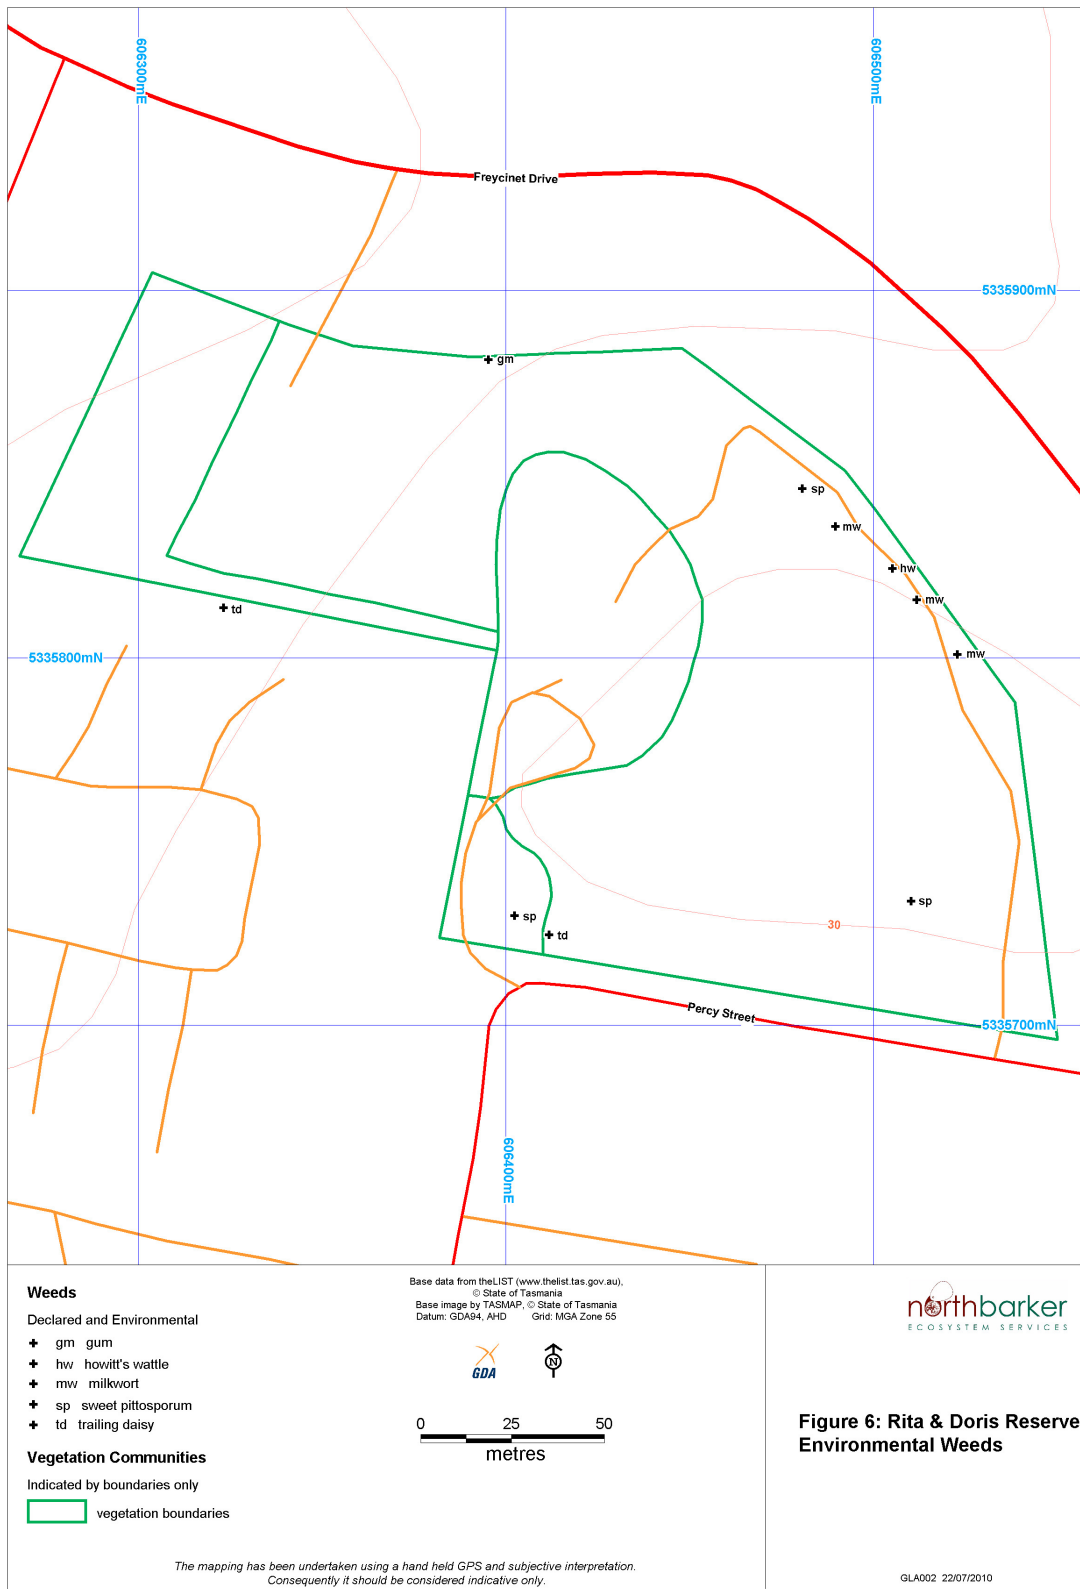 606300mE
606500mE
Freycinet Drive
5335900mN
gm
sp
mw
hw
mw
td
mw
5335800mN
sp
sp
30
td
Percy Street
5335700mN
606400mE
Weeds
Declared and Environmental
gm gum
hw howitt's wattle
mw milkwort
sp sweet pittosporum
td trailing daisy
Vegetation Communities
Indicated by boundaries only
vegetation boundaries
Base data from theLIST (www.thelist.tas.gov.au),
© State of Tasmania
Base image by TASMAP, © State of Tasmania
Datum: GDA94, AHD Grid: MGA Zone 55
GDA
N
0 25 50
metres
northbarker
ECOSYSTEM SERVICES
Figure 6: Rita & Doris Reserve
Environmental Weeds
The mapping has been undertaken using a hand held GPS and subjective interpretation.
Consequently it should be considered indicative only.
GLA002 22/07/2010